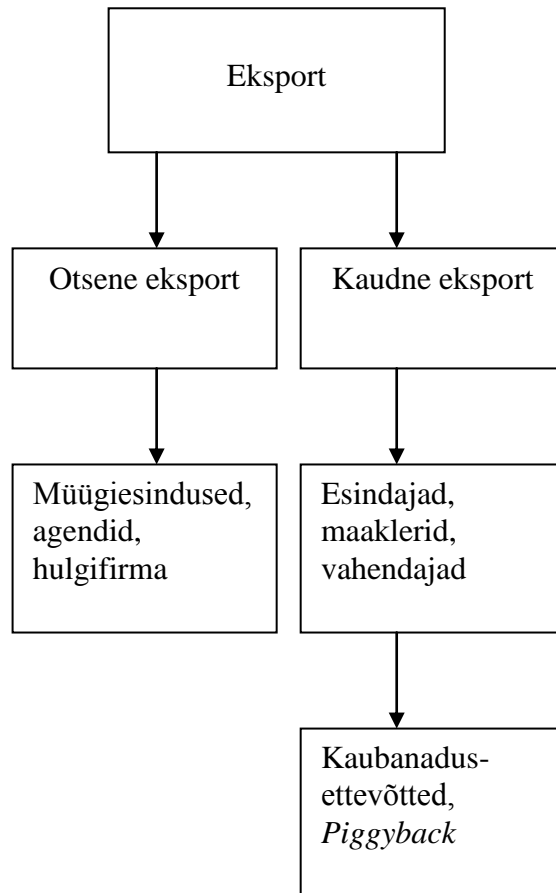 Eksport
Otsene eksport
Kaudne eksport
Müügiesindused,
agendid,
hulgifirma
Esindajad,
maaklerid,
vahendajad
Kaubanadus-
ettevõtted,
Piggyback